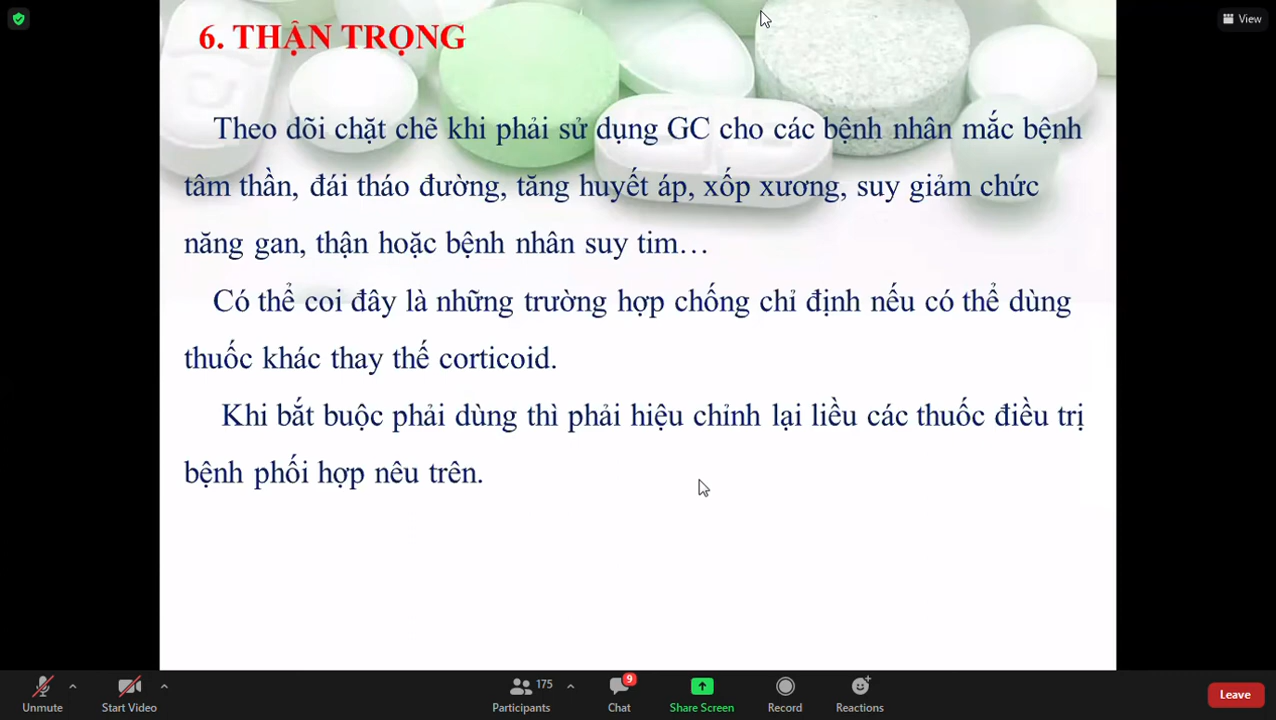 View
6. THẬN TRỌNG
Theo dõi chặt chẽ khi phải sử dụng GC cho các bệnh nhân mắc bệnh
tâm thần, đái tháo đường, tăng huyết áp, xốp xương, suy giảm chức
năng gan, thận hoặc bệnh nhân suy tim…
Có thể coi đây là những trường hợp chống chỉ định nếu có thể dùng
thuốc khác thay thế corticoid.
Khi bắt buộc phải dùng thì phải hiệu chỉnh lại liều các thuốc điều trị
bệnh phối hợp nêu trên.
Unmute
Start Video
175
Participants
9
Chat
Share Screen
Record
Reactions
Leave